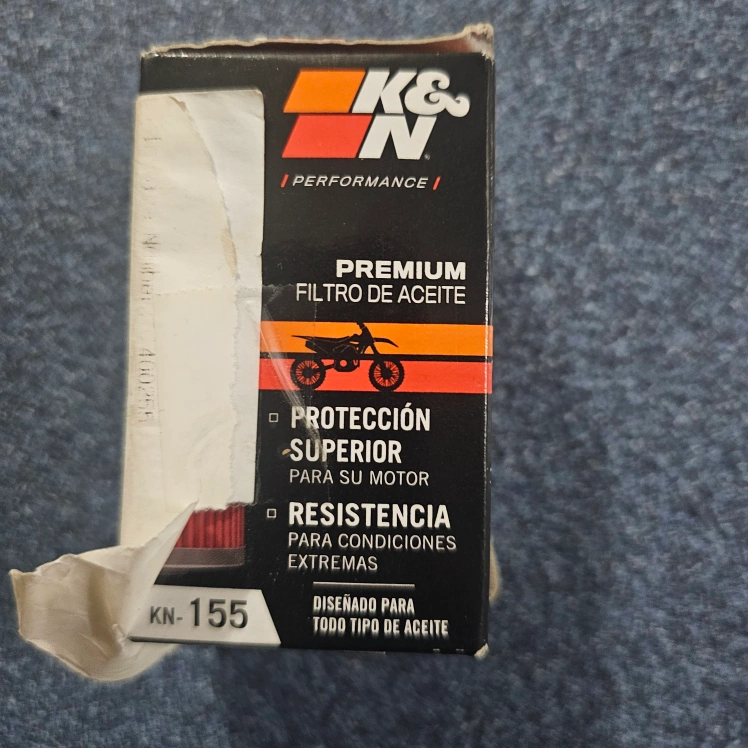 K&
N
PERFORMANCE
PREMIUM
FILTRO DE ACEITE
PROTECCIÓN
SUPERIOR
PARA SU MOTOR
RESISTENCIA
PARA CONDICIONES
EXTREMAS
DISEÑADO PARA
TODO TIPO DE ACEITE
KN-155